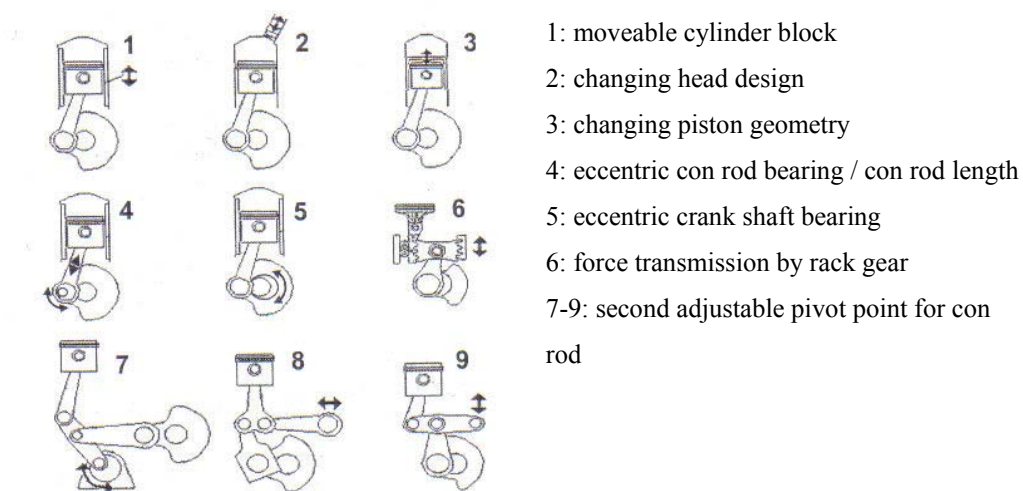 1
2
3
4
5
6
7
8
9
1: moveable cylinder block
2: changing head design
3: changing piston geometry
4: eccentric con rod bearing / con rod length
5: eccentric crank shaft bearing
6: force transmission by rack gear
7-9: second adjustable pivot point for con
rod